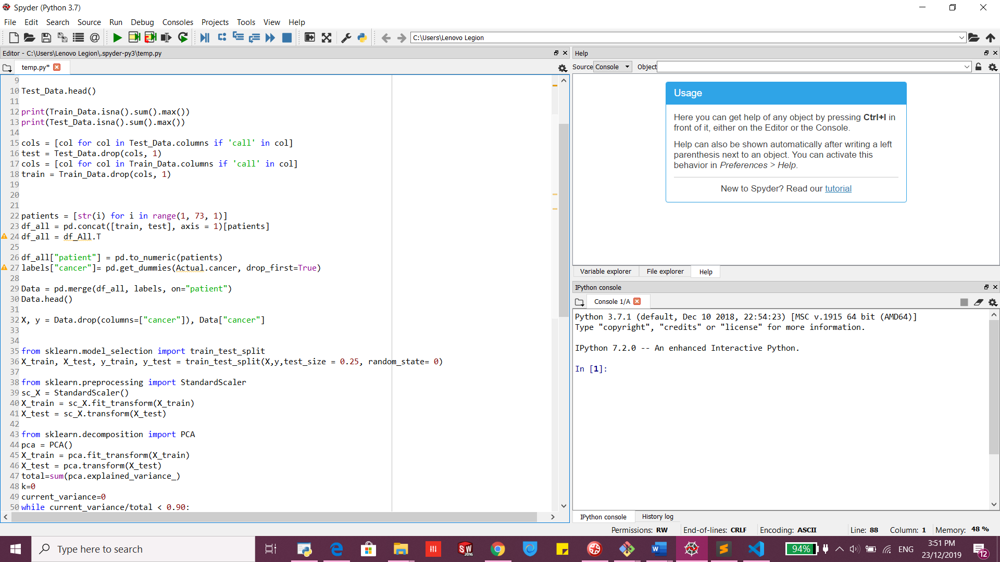 Spyder (Python 3.7)
File Edit Search Source Run Debug Consoles Projects Tools View Help
C:\Users\Lenovo Legion
Editor - C:\Users\Lenovo Legion\.spyder-py3\temp.py
temp.py*
9
10 Test_Data.head()
11
12 print(Train_Data.isna().sum().max())
13 print(Test_Data.isna().sum().max())
14
15 cols = [col for col in Test_Data.columns if 'call' in col]
16 test = Test_Data.drop(cols, 1)
17 cols = [col for col in Train_Data.columns if 'call' in col]
18 train = Train_Data.drop(cols, 1)
19
20
21
22 patients = [str(i) for i in range(1, 73, 1)]
23 df_all = pd.concat([train, test], axis = 1)[patients]
24 df_all = df_All.T
25
26 df_all["patient"] = pd.to_numeric(patients)
27 labels["cancer"]= pd.get_dummies(Actual.cancer, drop_first=True)
28
29 Data = pd.merge(df_all, labels, on="patient")
30 Data.head()
31
32 X, y = Data.drop(columns=["cancer"]), Data["cancer"]
33
34
35 from sklearn.model_selection import train_test_split
36 X_train, X_test, y_train, y_test = train_test_split(X,y,test_size = 0.25, random_state= 0)
37
38 from sklearn.preprocessing import StandardScaler
39 sc_X = StandardScaler()
40 X_train = sc_X.fit_transform(X_train)
41 X_test = sc_X.transform(X_test)
42
43 from sklearn.decomposition import PCA
44 pca = PCA()
45 X_train = pca.fit_transform(X_train)
46 X_test = pca.transform(X_test)
47 total=sum(pca.explained_variance_)
48 k=0
49 current_variance=0
50 while current_variance/total < 0.90:
Help
Source Console Object
Usage
Here you can get help of any object by pressing Ctrl+I in
front of it, either on the Editor or the Console.
Help can also be shown automatically after writing a left
parenthesis next to an object. You can activate this
behavior in Preferences > Help.
New to Spyder? Read our tutorial
Variable explorer File explorer Help
IPython console
Console 1/A
Python 3.7.1 (default, Dec 10 2018, 22:54:23) [MSC v.1915 64 bit (AMD64)]
Type "copyright", "credits" or "license" for more information.
IPython 7.2.0 -- An enhanced Interactive Python.
In [1]:
IPython console History log
Permissions: RW End-of-lines: CRLF Encoding: ASCII Line: 88 Column: 1 Memory: 48 %
Type here to search
SW
2016
W
94%
ENG
3:51 PM
23/12/2019
12